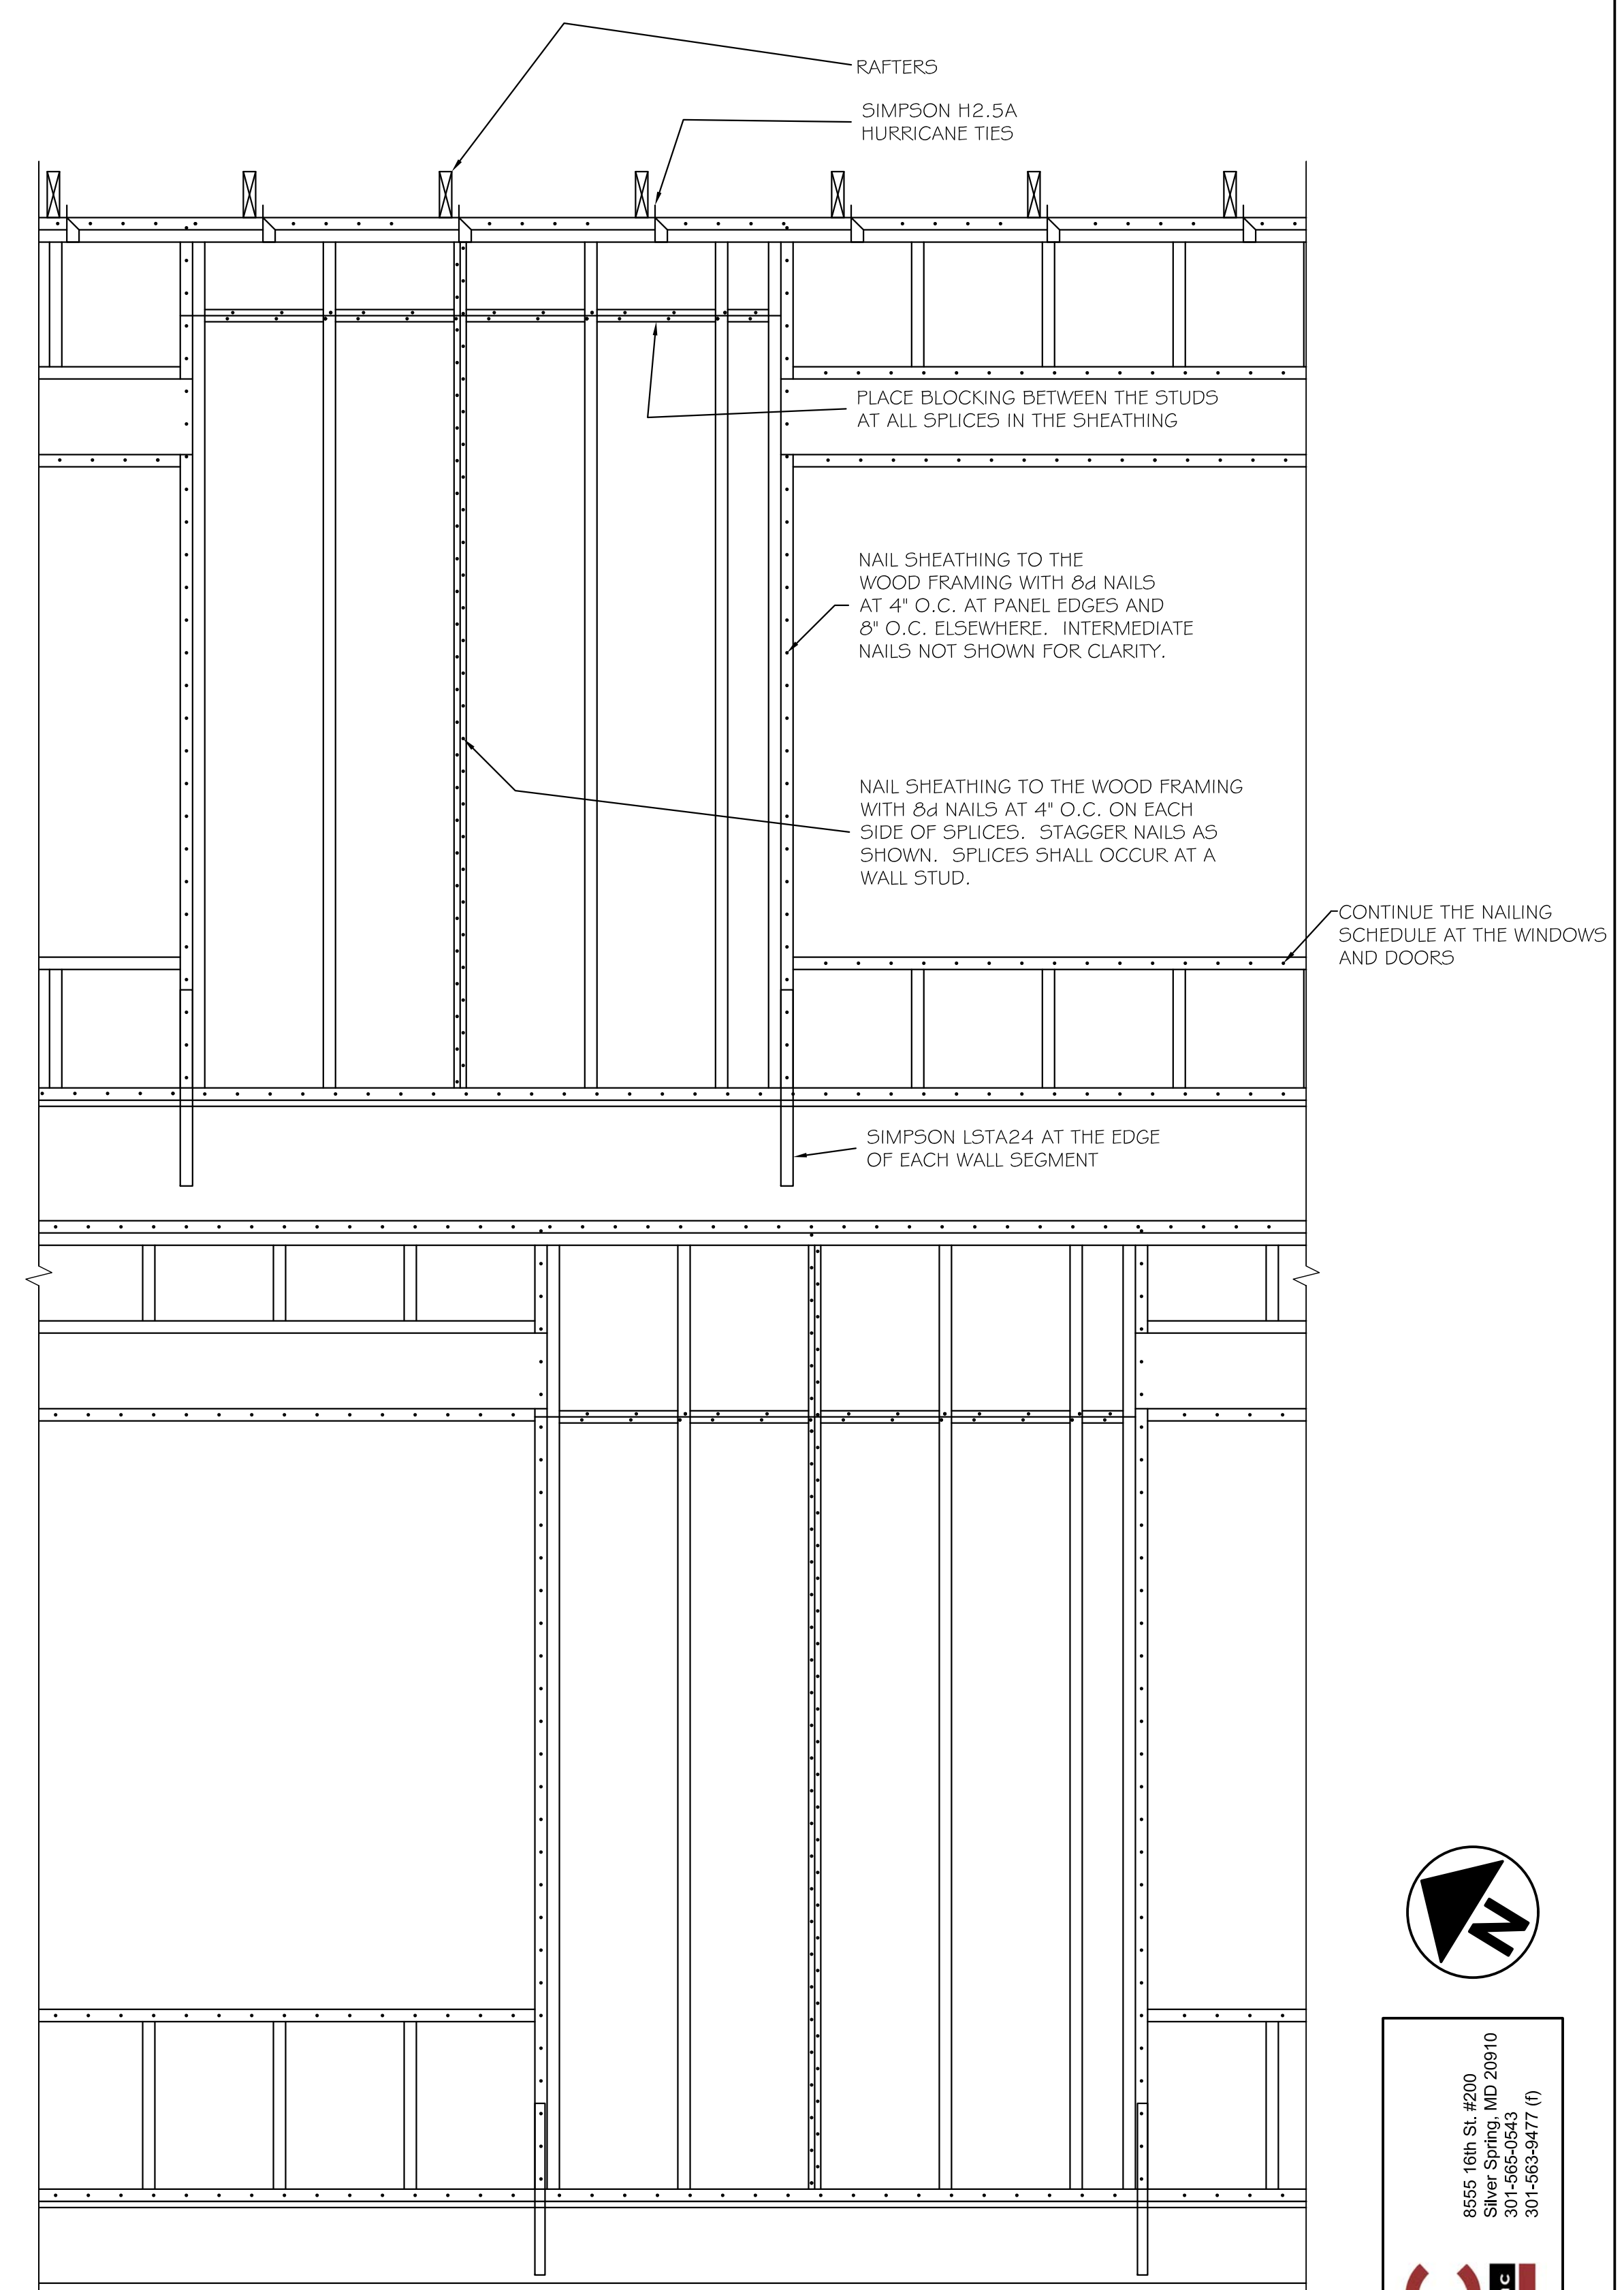 RAFTERS
SIMPSON H2.5A
HURRICANE TIES
PLACE BLOCKING BETWEEN THE STUDS
AT ALL SPLICES IN THE SHEATHING
NAIL SHEATHING TO THE
WOOD FRAMING WITH 8d NAILS
AT 4" O.C. AT PANEL EDGES AND
8" O.C. ELSEWHERE. INTERMEDIATE
NAILS NOT SHOWN FOR CLARITY.
NAIL SHEATHING TO THE WOOD FRAMING
WITH 8d NAILS AT 4" O.C. ON EACH
SIDE OF SPLICES. STAGGER NAILS AS
SHOWN. SPLICES SHALL OCCUR AT A
WALL STUD.
CONTINUE THE NAILING
SCHEDULE AT THE WINDOWS
AND DOORS
SIMPSON LSTA24 AT THE EDGE
OF EACH WALL SEGMENT
N
8555 16th St. #200
Silver Spring, MD 20910
301-565-0543
301-563-9477 (f)